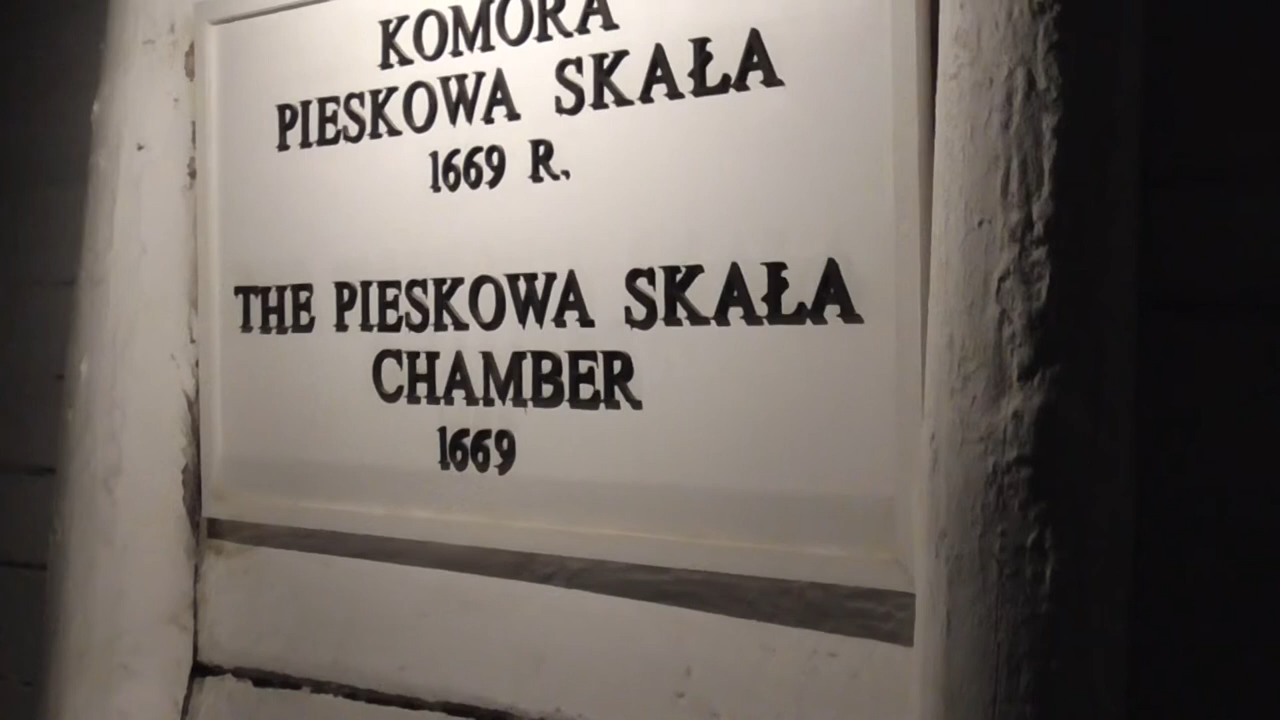 KOMORA
PIESKOWA SKAŁA
1669 R.
THE PIESKOWA SKAŁA
CHAMBER
1669